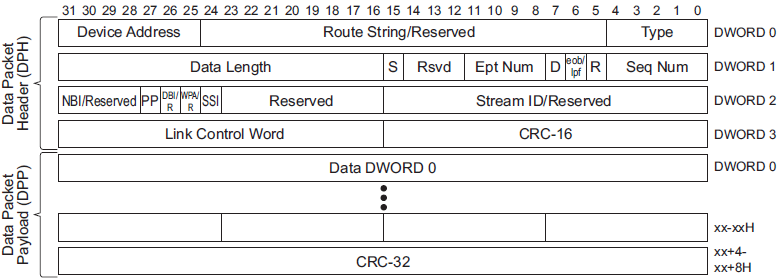 31 30 29 28 27 26 25 24 23 22 21 20 19 18 17 16 15 14 13 12 11 10 9 8 7 6 5 4 3 2 1 0
Data Packet
Header (DPH)
Device Address Route String/Reserved Type DWORD 0
Data Length S Rsvd Ept Num D eob/ lpf R Seq Num DWORD 1
NBI/Reserved PP DBI/ R WPA/ R SSI Reserved Stream ID/Reserved DWORD 2
Link Control Word CRC-16 DWORD 3
Data Packet
Payload (DPP)
Data DWORD 0 DWORD 0
xx-xxH
CRC-32 xx+4-
xx+8H